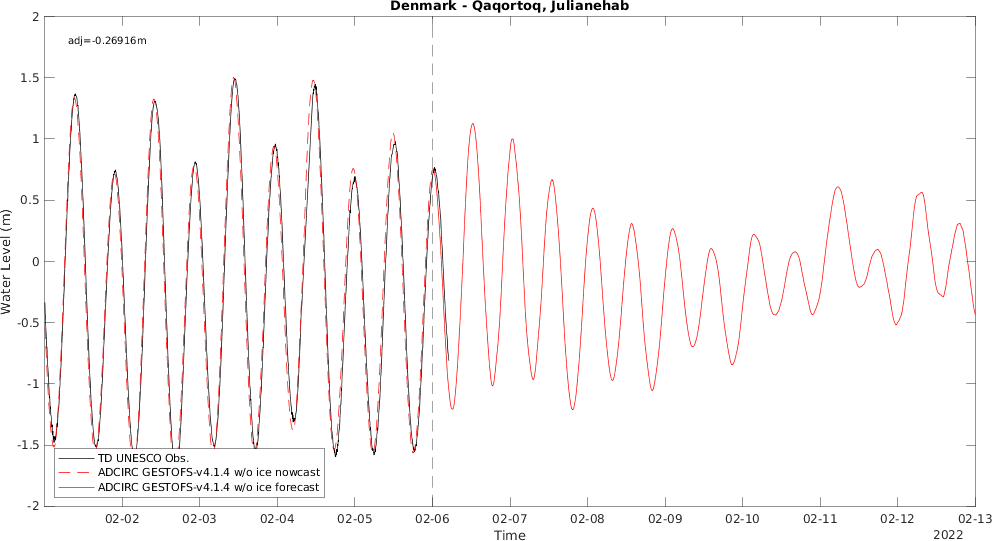 Denmark - Qaqortoq, Julianehab
adj=-0.26916m
2
1.5
1
0.5
0
-0.5
-1
-1.5
-2
Water Level (m)
TD UNESCO Obs.
ADCIRC GESTOFS-v4.1.4 w/o ice nowcast
ADCIRC GESTOFS-v4.1.4 w/o ice forecast
02-02 02-03 02-04 02-05 02-06 02-07 02-08 02-09 02-10 02-11 02-12 02-13
Time
2022